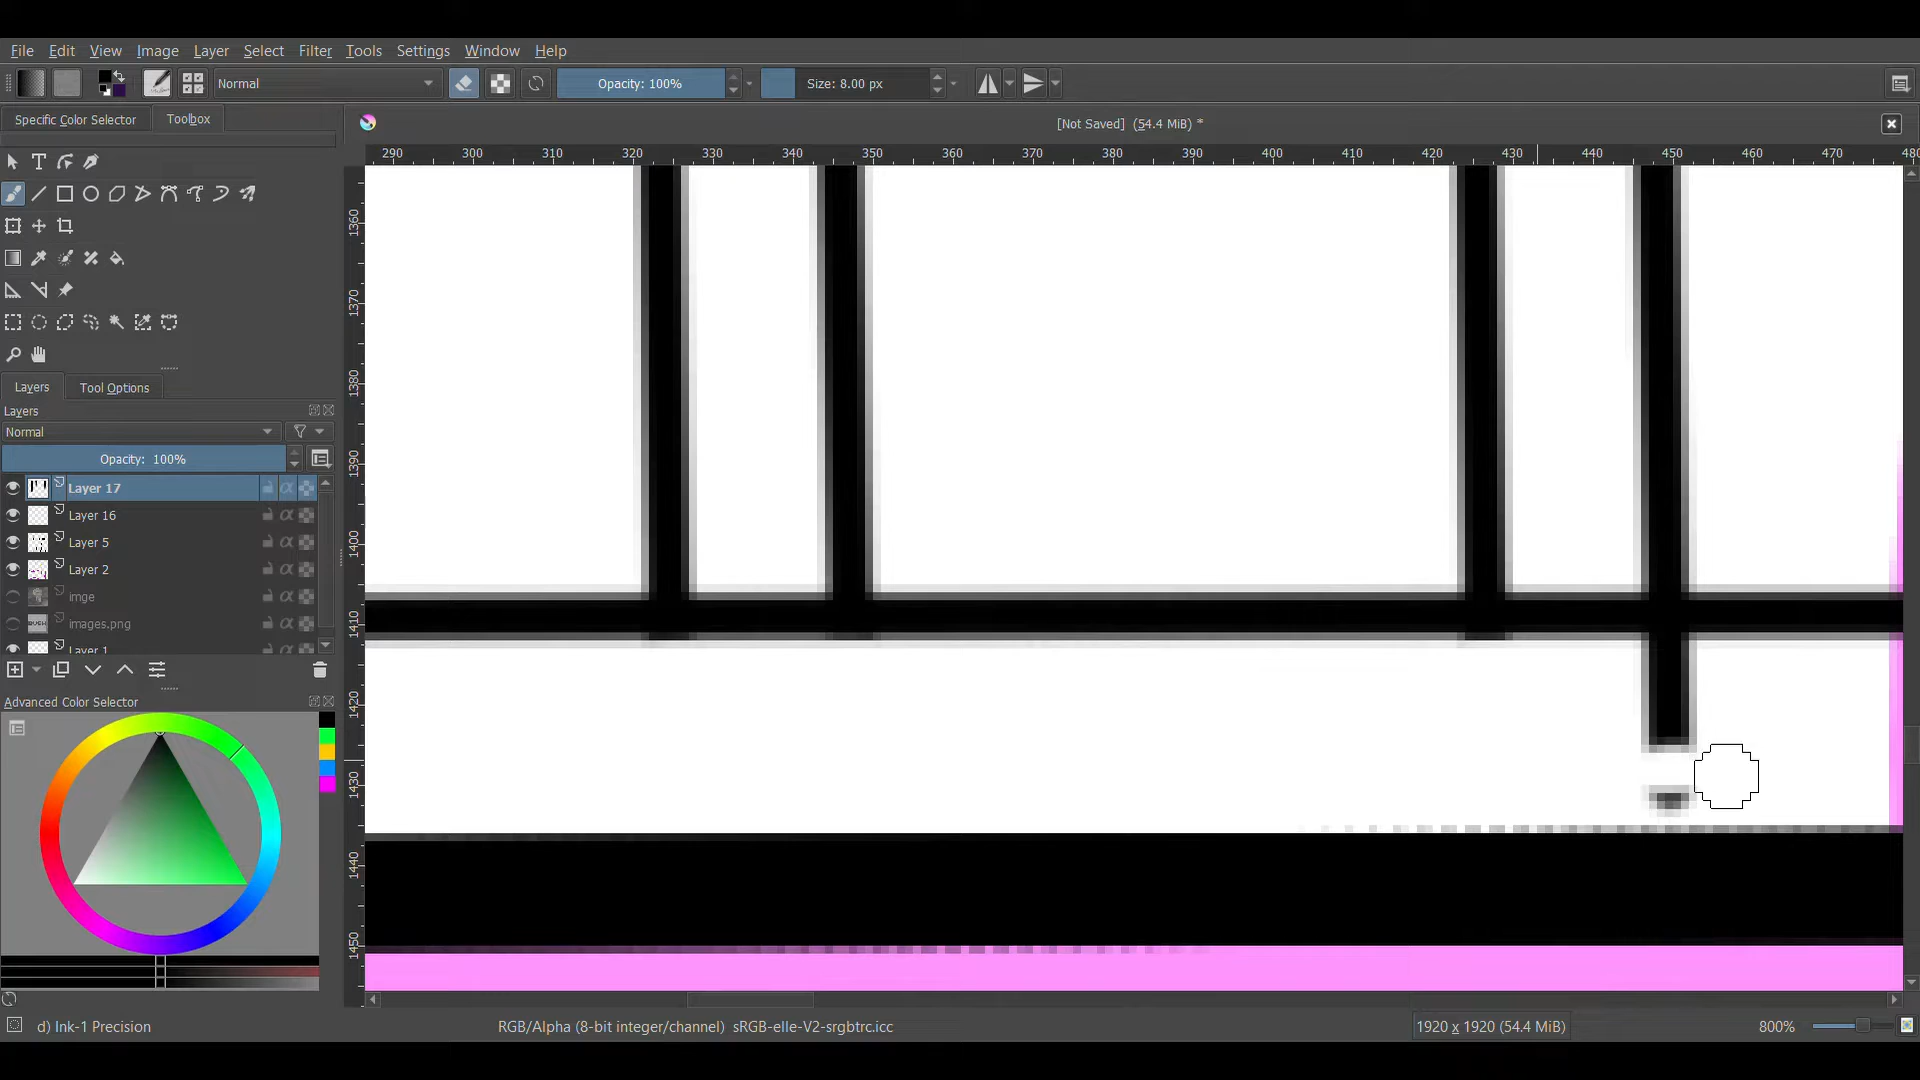 File Edit View Image Layer Select Filter Tools Settings Window Help
Normal Opacity: 100% Size: 8.00 px
Specific Color Selector Toolbox
[Not Saved] (54.4 MiB) *
290 300 310 320 330 340 350 360 370 380 390 400 410 420 430 440 450 460 470 480
1360
1370
1380
1390
1400
1410
1420
1430
1440
1450
Layers Tool Options
Layers
Normal
Opacity: 100%
Layer 17
Layer 16
Layer 5
Layer 2
imge
images.png
Layer 1
Advanced Color Selector
d) Ink-1 Precision
RGB/Alpha (8-bit integer/channel) sRGB-elle-V2-srgbtrc.icc
1920 x 1920 (54.4 MiB)
800%